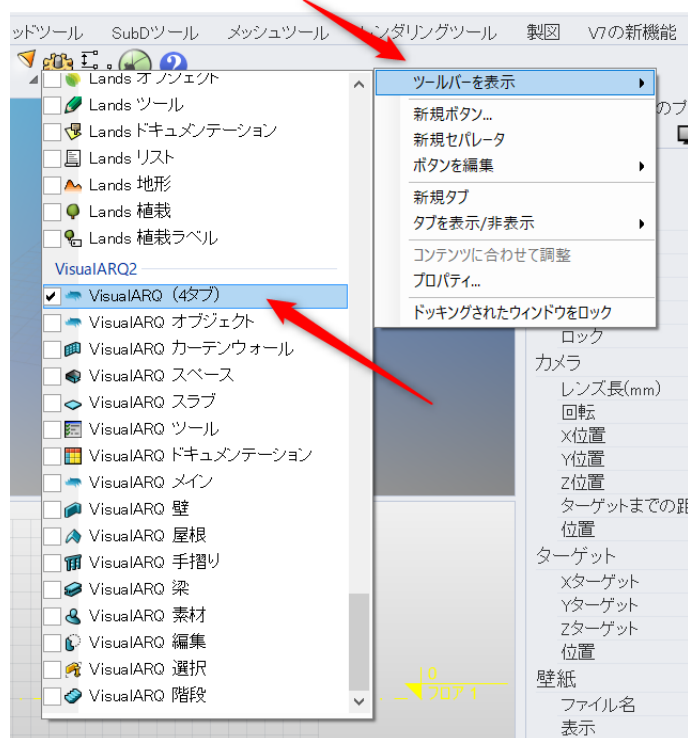 ッドツール SubDツール メッシュツール レンダリングツール 製図 V7の新機能
Lands オブジェクト
Lands ツール
Lands ドキュメンテーション
Lands リスト
Lands 地形
Lands 植栽
Lands 植栽ラベル
VisualARQ2
VisualARQ（4タブ）
VisualARQ オブジェクト
VisualARQ カーテンウォール
VisualARQ スペース
VisualARQ スラブ
VisualARQ ツール
VisualARQ ドキュメンテーション
VisualARQ メイン
VisualARQ 壁
VisualARQ 屋根
VisualARQ 手摺り
VisualARQ 梁
VisualARQ 素材
VisualARQ 編集
VisualARQ 選択
VisualARQ 階段
ツールバーを表示
新規ボタン...
新規セパレータ
ボタンを編集
新規タブ
タブを表示/非表示
コンテンツに合わせて調整
プロパティ...
ドッキングされたウィンドウをロック
のプ
ロック
カメラ
レンズ長(mm)
回転
X位置
Y位置
Z位置
ターゲットまでの距
位置
ターゲット
Xターゲット
Yターゲット
Zターゲット
位置
壁紙
ファイル名
表示
0
フロア 1